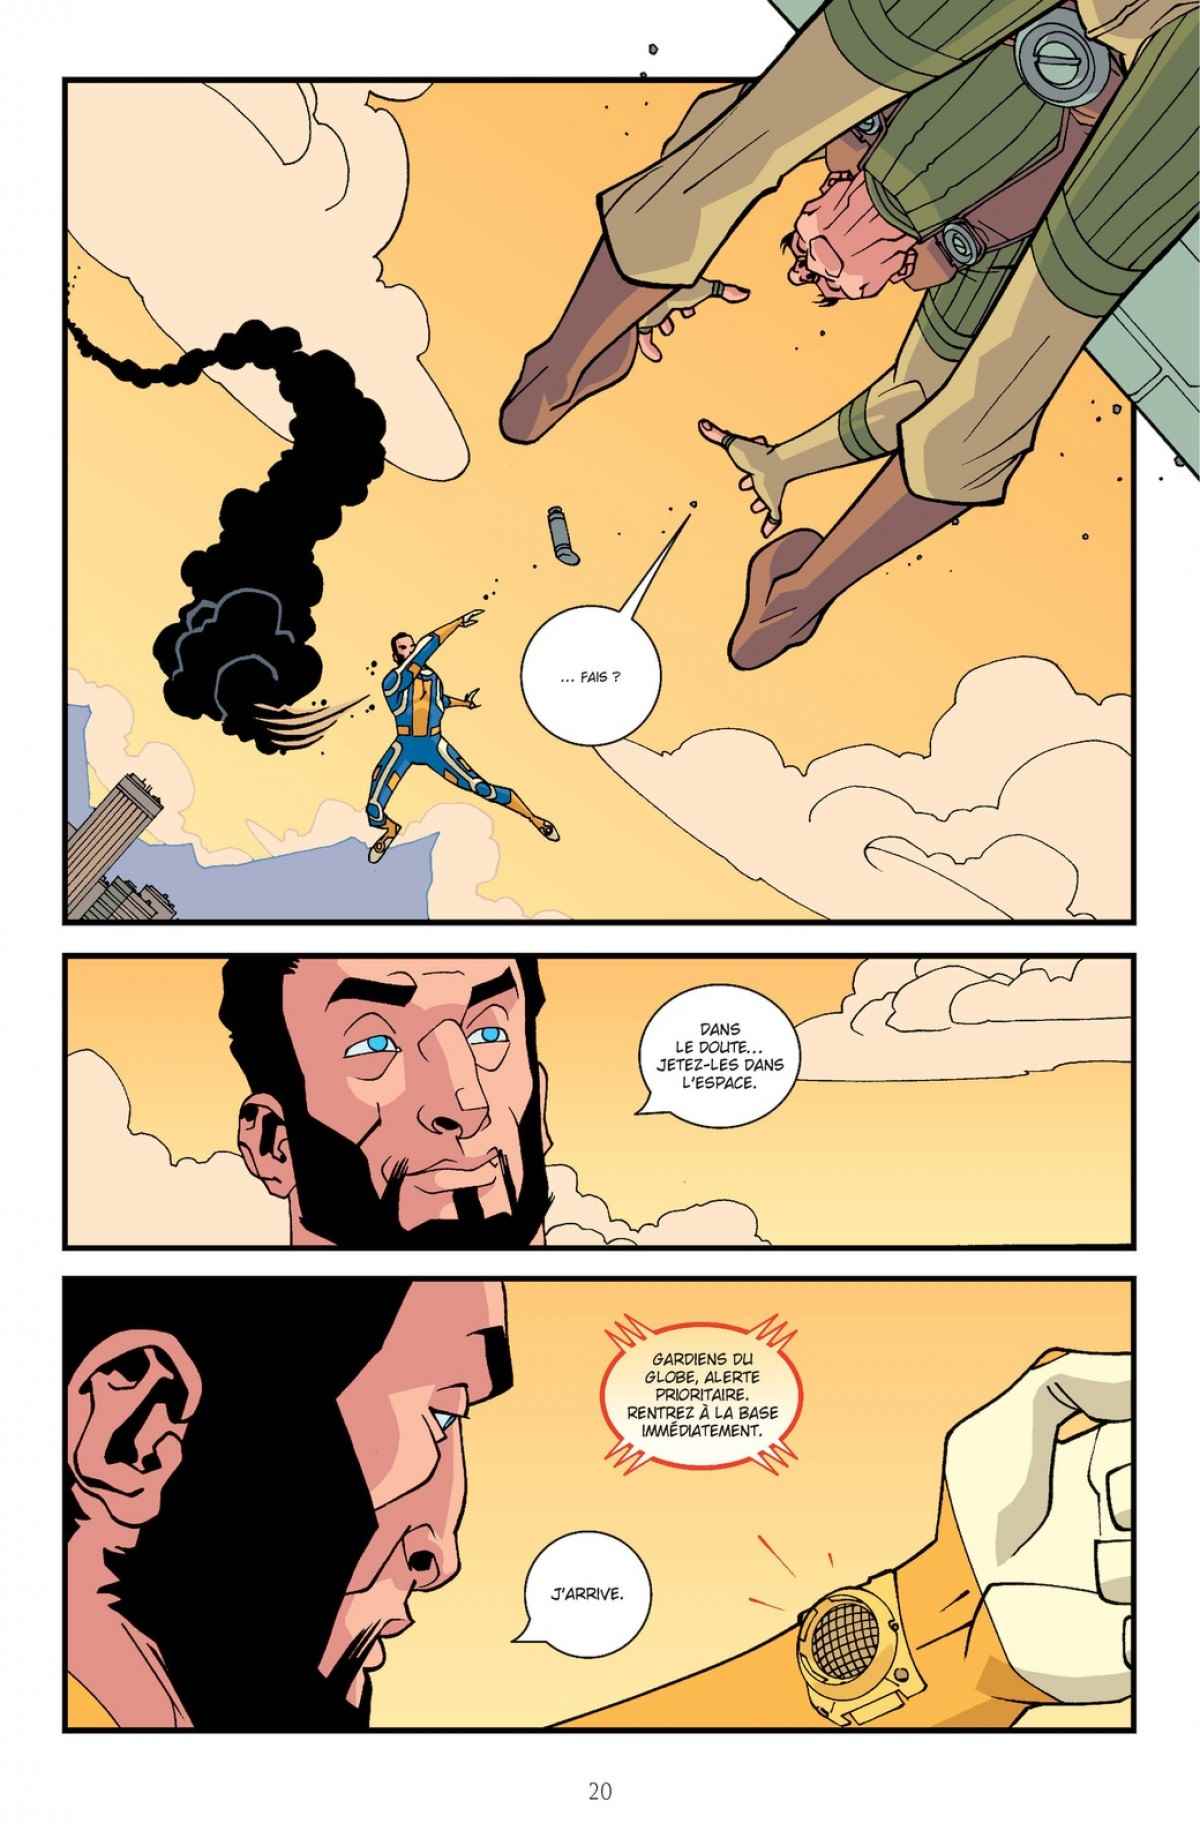 ... FAIS ?
DANS
LE DOUTE...
JETEZ-LES DANS
L'ESPACE.
GARDIENS DU
GLOBE, ALERTE
PRIORITAIRE.
RENTREZ À LA BASE
IMMÉDIATEMENT.
J'ARRIVE.
20